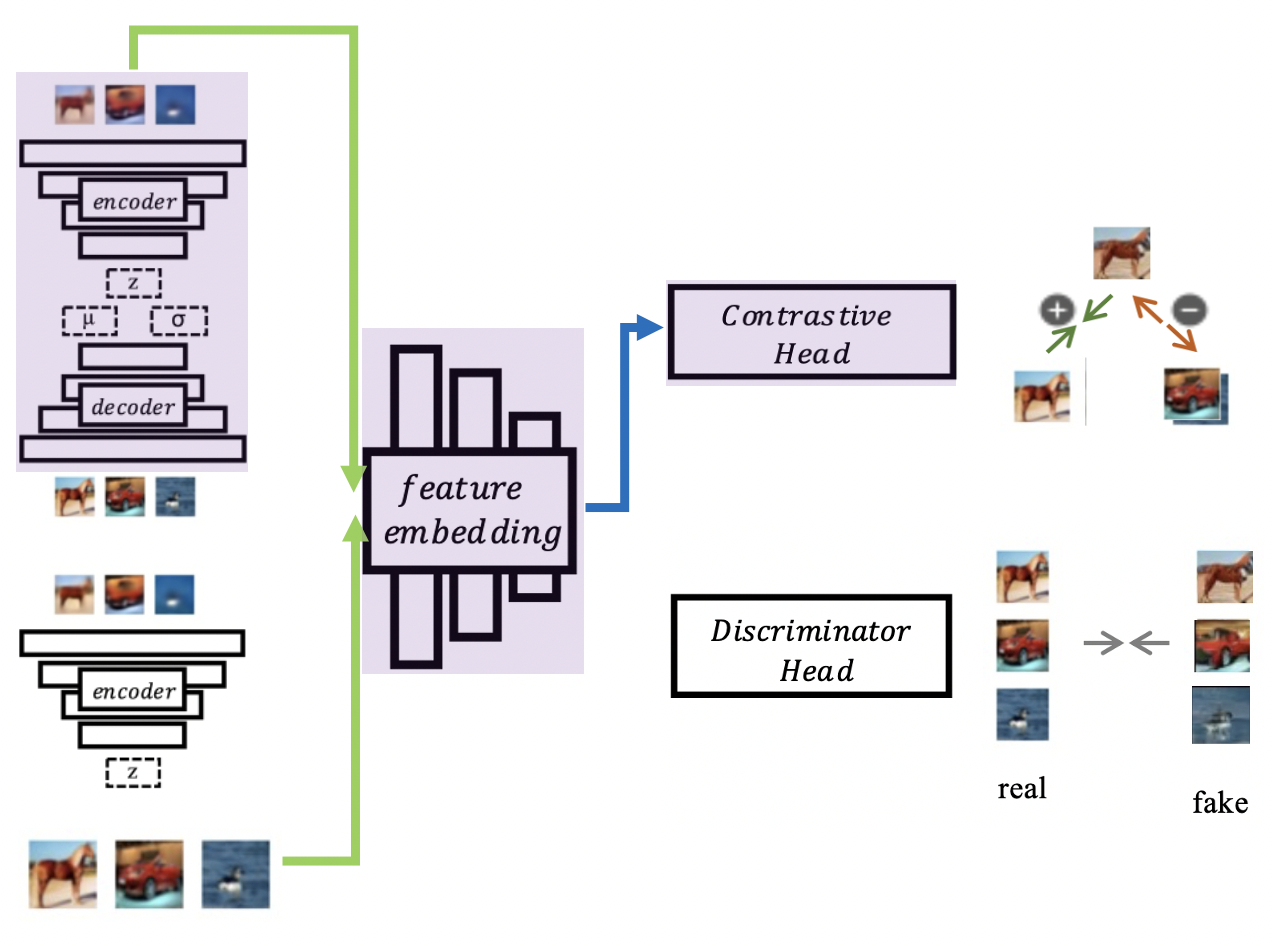 encoder
z
μ
σ
decoder
encoder
z
feature
embedding
Contrastive
Head
+
−
Discriminator
Head
real
fake